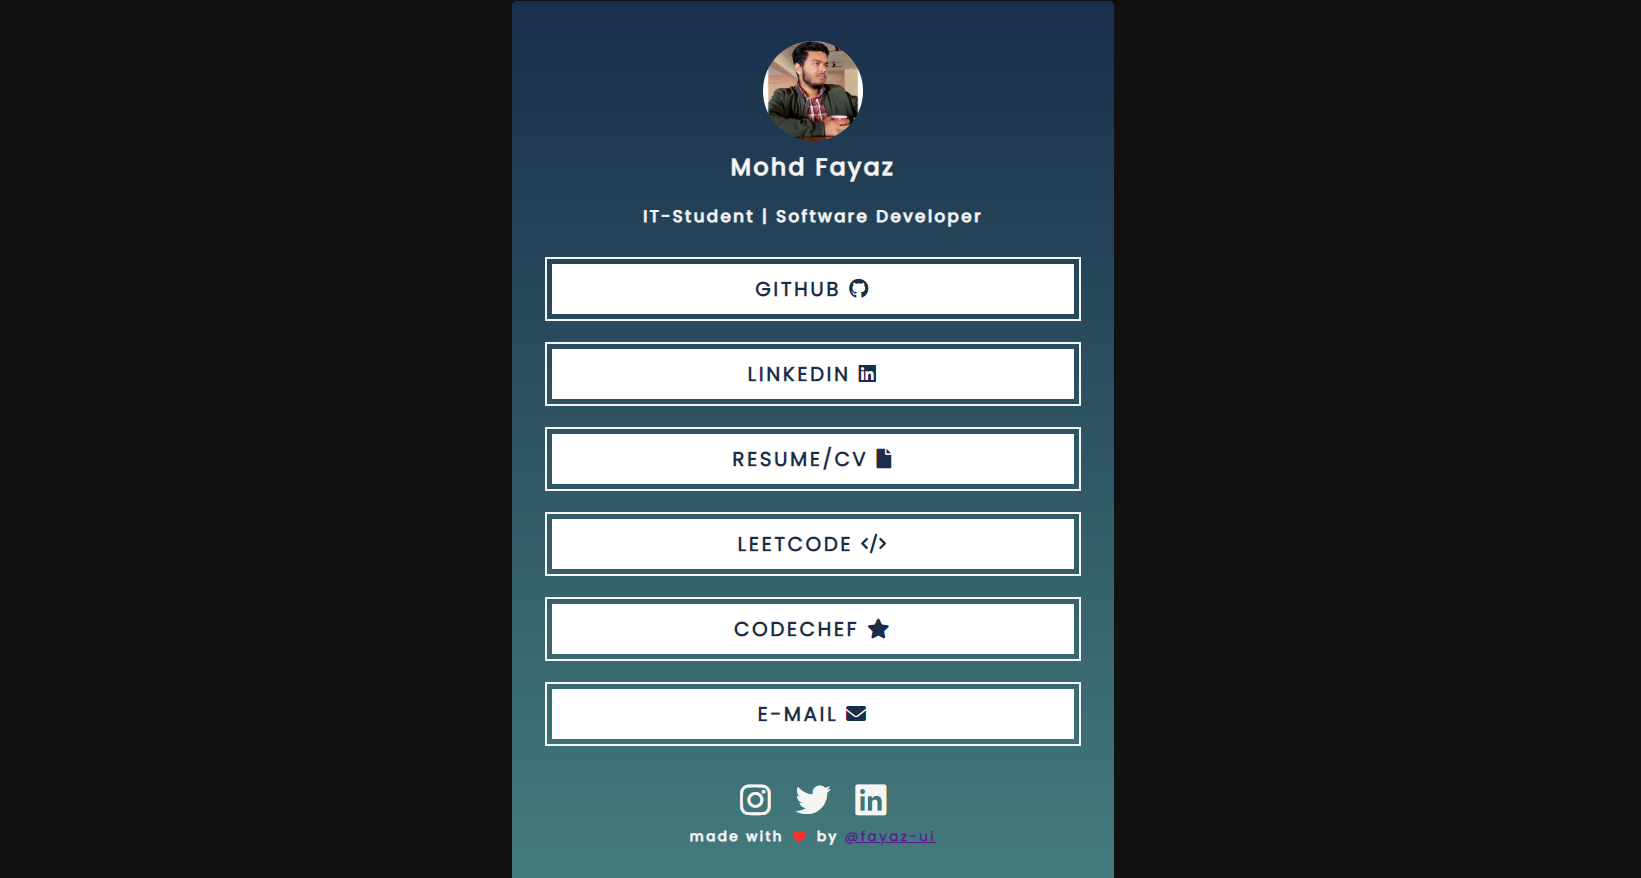 Mohd Fayaz
IT-Student | Software Developer
GITHUB
LINKEDIN
RESUME/CV
LEETCODE </>
CODECHEF
E-MAIL
made with ❤ by @fayaz-ui